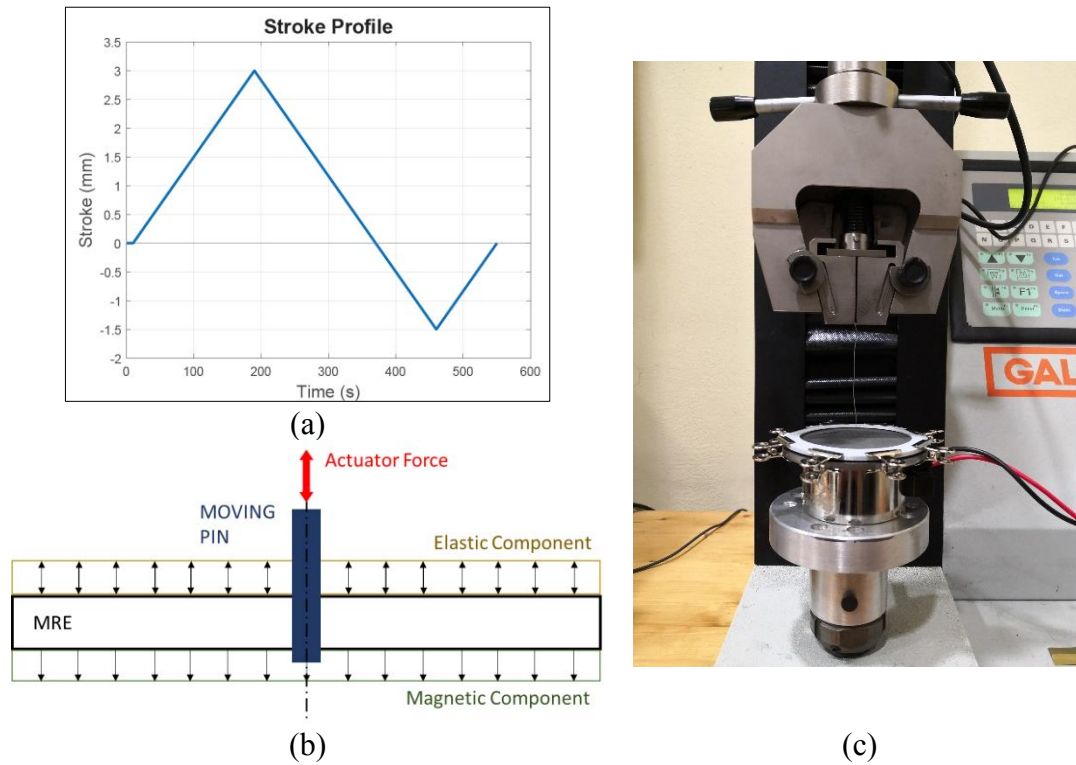 Stroke Profile
3.5
3
2.5
2
1.5
1
0.5
0
-0.5
-1
-1.5
-2
Stroke (mm)
0 100 200 300 400 500 600
Time (s)
(a)
Actuator Force
MOVING
PIN
Elastic Component
MRE
Magnetic Component
(b)
D E F
P Q R S
F1
GAL
(c)